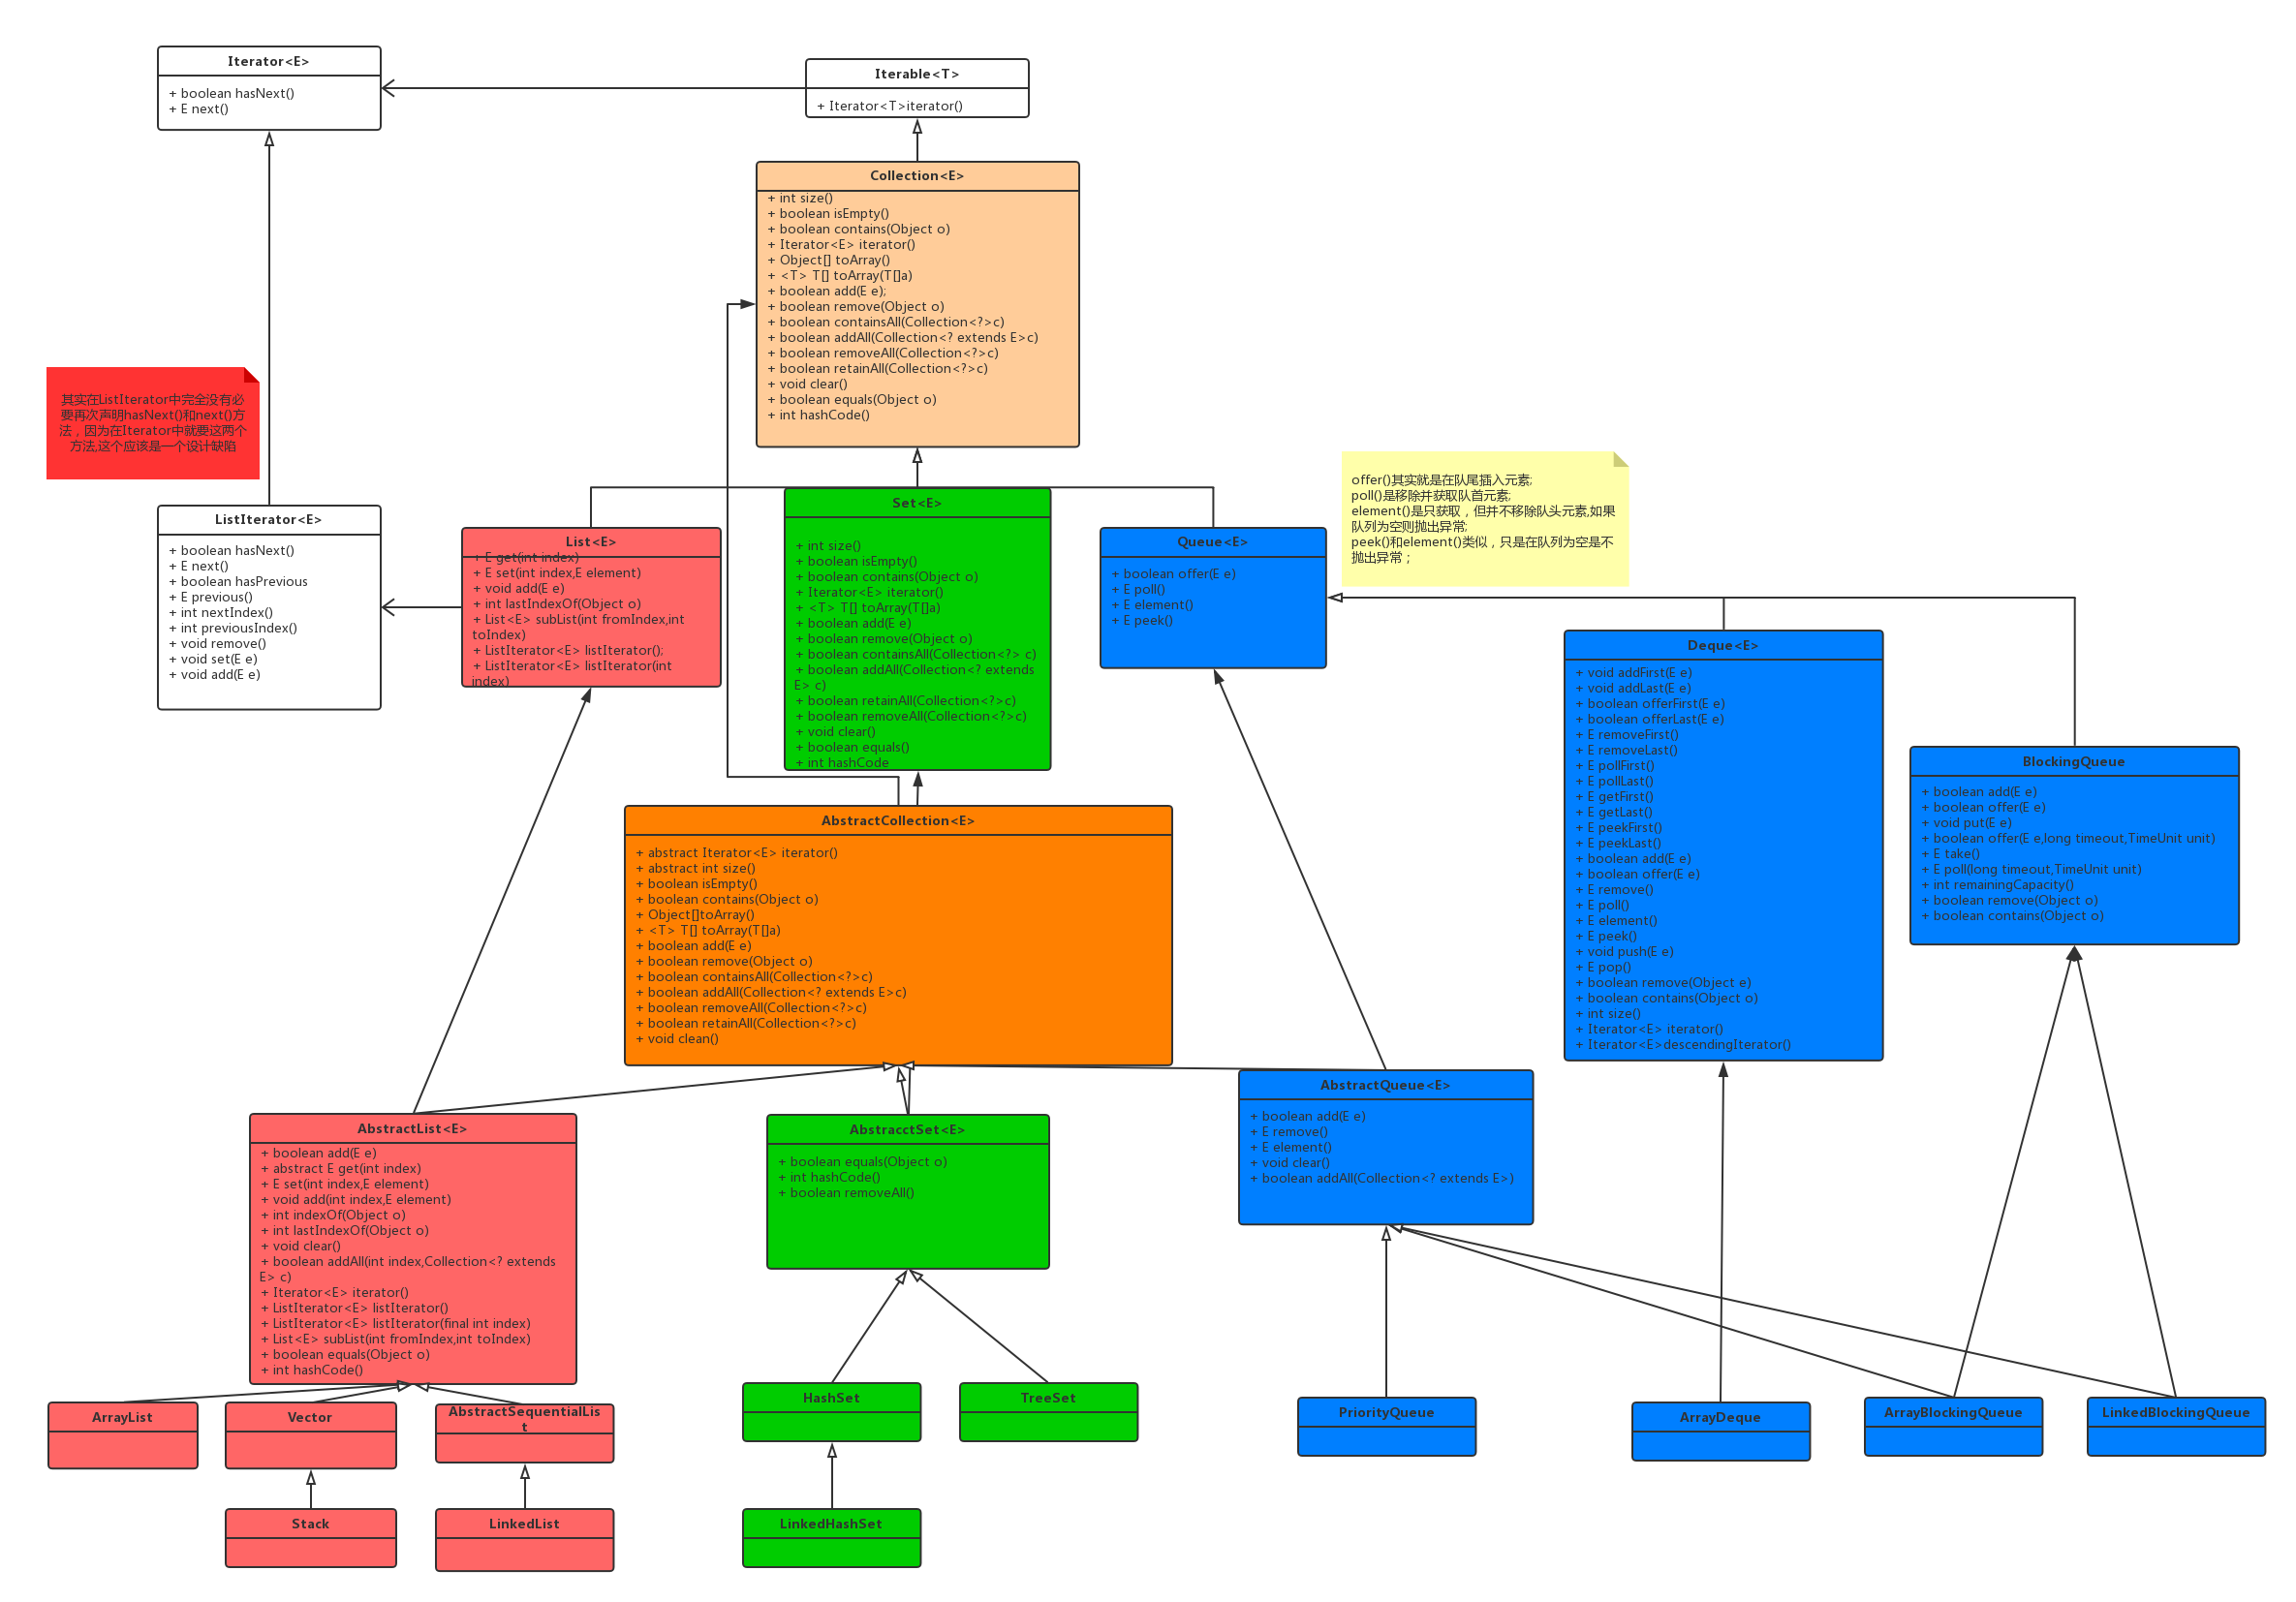 Iterator<E>
+ boolean hasNext()
+ E next()
Iterable<T>
+ Iterator<T>iterator()
Collection<E>
+ int size()
+ boolean isEmpty()
+ boolean contains(Object o)
+ Iterator<E> iterator()
+ Object[] toArray()
+ <T> T[] toArray(T[]a)
+ boolean add(E e);
+ boolean remove(Object o)
+ boolean containsAll(Collection<?>c)
+ boolean addAll(Collection<? extends E>c)
+ boolean removeAll(Collection<?>c)
+ boolean retainAll(Collection<?>c)
+ void clear()
+ boolean equals(Object o)
+ int hashCode()
其实在ListIterator中完全没有必
要再次声明hasNext()和next()方
法，因为在Iterator中就要这两个
方法,这个应该是一个设计缺陷
offer()其实就是在队尾插入元素;
poll()是移除并获取队首元素;
element()是只获取，但并不移除队头元素,如果
队列为空则抛出异常;
peek()和element()类似，只是在队列为空是不
抛出异常；
ListIterator<E>
+ boolean hasNext()
+ E next()
+ boolean hasPrevious
+ E previous()
+ int nextIndex()
+ int previousIndex()
+ void remove()
+ void set(E e)
+ void add(E e)
List<E>
+ E get(int index)
+ E set(int index,E element)
+ void add(E e)
+ int lastIndexOf(Object o)
+ List<E> subList(int fromIndex,int
toIndex)
+ ListIterator<E> listIterator();
+ ListIterator<E> listIterator(int
index)
Set<E>
+ int size()
+ boolean isEmpty()
+ boolean contains(Object o)
+ Iterator<E> iterator()
+ <T> T[] toArray(T[]a)
+ boolean add(E e)
+ boolean remove(Object o)
+ boolean containsAll(Collection<?> c)
+ boolean addAll(Collection<? extends
E> c)
+ boolean retainAll(Collection<?>c)
+ boolean removeAll(Collection<?>c)
+ void clear()
+ boolean equals()
+ int hashCode
Queue<E>
+ boolean offer(E e)
+ E poll()
+ E element()
+ E peek()
Deque<E>
+ void addFirst(E e)
+ void addLast(E e)
+ boolean offerFirst(E e)
+ boolean offerLast(E e)
+ E removeFirst()
+ E removeLast()
+ E pollFirst()
+ E pollLast()
+ E getFirst()
+ E getLast()
+ E peekFirst()
+ E peekLast()
+ boolean add(E e)
+ boolean offer(E e)
+ E remove()
+ E poll()
+ E element()
+ E peek()
+ void push(E e)
+ E pop()
+ boolean remove(Object e)
+ boolean contains(Object o)
+ int size()
+ Iterator<E> iterator()
+ Iterator<E>descendingIterator()
BlockingQueue
+ boolean add(E e)
+ boolean offer(E e)
+ void put(E e)
+ boolean offer(E e,long timeout,TimeUnit unit)
+ E take()
+ E poll(long timeout,TimeUnit unit)
+ int remainingCapacity()
+ boolean remove(Object o)
+ boolean contains(Object o)
AbstractCollection<E>
+ abstract Iterator<E> iterator()
+ abstract int size()
+ boolean isEmpty()
+ boolean contains(Object o)
+ Object[]toArray()
+ <T> T[] toArray(T[]a)
+ boolean add(E e)
+ boolean remove(Object o)
+ boolean containsAll(Collection<?>c)
+ boolean addAll(Collection<? extends E>c)
+ boolean removeAll(Collection<?>c)
+ boolean retainAll(Collection<?>c)
+ void clean()
AbstractList<E>
+ boolean add(E e)
+ abstract E get(int index)
+ E set(int index,E element)
+ void add(int index,E element)
+ int indexOf(Object o)
+ int lastIndexOf(Object o)
+ void clear()
+ boolean addAll(int index,Collection<? extends
E> c)
+ Iterator<E> iterator()
+ ListIterator<E> listIterator()
+ ListIterator<E> listIterator(final int index)
+ List<E> subList(int fromIndex,int toIndex)
+ boolean equals(Object o)
+ int hashCode()
AbstracctSet<E>
+ boolean equals(Object o)
+ int hashCode()
+ boolean removeAll()
AbstractQueue<E>
+ boolean add(E e)
+ E remove()
+ E element()
+ void clear()
+ boolean addAll(Collection<? extends E>)
ArrayList
Vector
AbstractSequentialLis
t
HashSet
TreeSet
PriorityQueue
ArrayDeque
ArrayBlockingQueue
LinkedBlockingQueue
Stack
LinkedList
LinkedHashSet